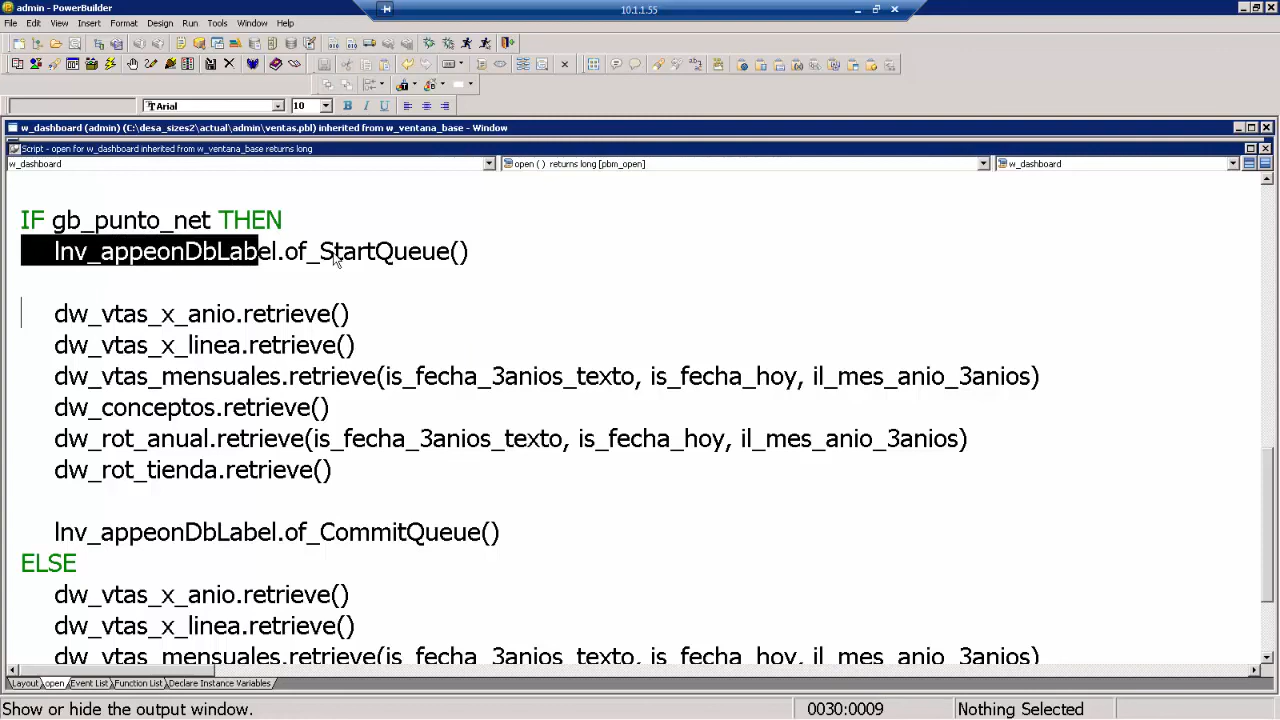 admin - PowerBuilder
10.1.1.55
File Edit View Insert Format Design Run Tools Window Help
Arial 10 B I U
w_dashboard (admin) (C:\desa_sizes2\actual\admin\ventas.pbl) inherited from w_ventana_base - Window
Script - open for w_dashboard inherited from w_ventana_base returns long
w_dashboard open ( ) returns long [pbm_open] w_dashboard
IF gb_punto_net THEN
lnv_appeonDbLabel.of_StartQueue()
dw_vtas_x_anio.retrieve()
dw_vtas_x_linea.retrieve()
dw_vtas_mensuales.retrieve(is_fecha_3anios_texto, is_fecha_hoy, il_mes_anio_3anios)
dw_conceptos.retrieve()
dw_rot_anual.retrieve(is_fecha_3anios_texto, is_fecha_hoy, il_mes_anio_3anios)
dw_rot_tienda.retrieve()
lnv_appeonDbLabel.of_CommitQueue()
ELSE
dw_vtas_x_anio.retrieve()
dw_vtas_x_linea.retrieve()
dw_vtas_mensuales.retrieve(is_fecha_3anios_texto, is_fecha_hoy, il_mes_anio_3anios)
Layout open Event List Function List Declare Instance Variables
Show or hide the output window. 0030:0009 Nothing Selected